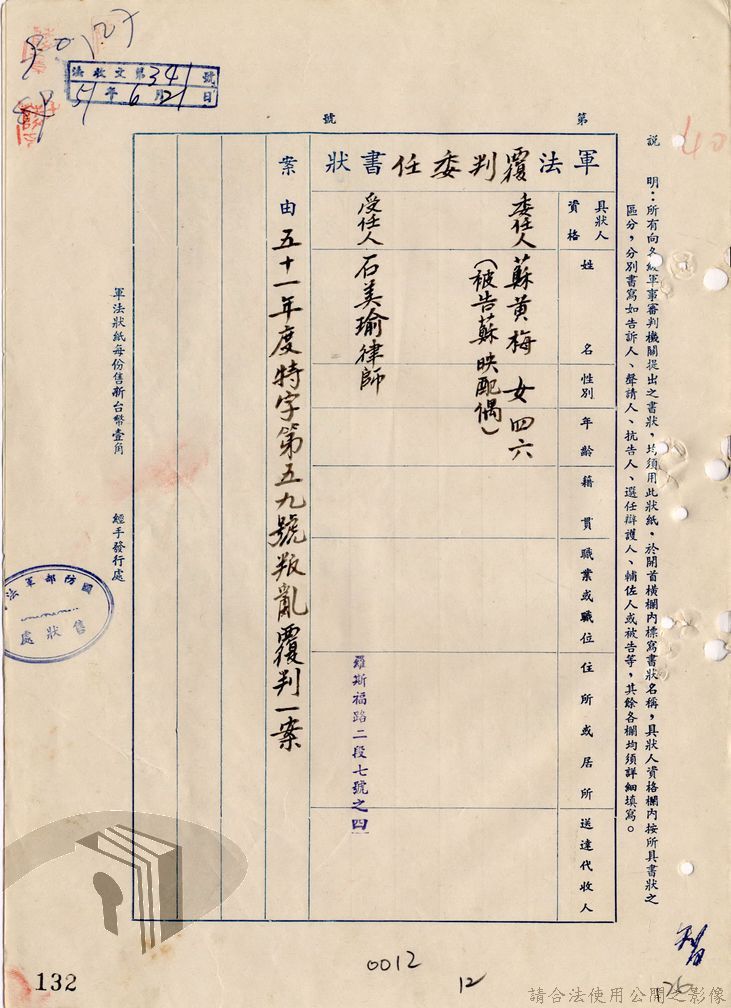 說 明：所有向各級軍事審判機關提出之書狀，均須用此狀紙，於開首橫欄內標寫書狀名稱，具狀人資格欄內按所具書狀之
區分，分別書寫如告訴人、聲請人、抗告人、選任辯護人、輔佐人或被告等，其餘各欄均須詳細填寫。
第 號
軍法覆判委任書狀
具狀人
資格
姓 名
性別
年齡
籍貫
職業或職位
住所或居所
送達代收人
委任人 蘇黃梅 女 四六
(被告蘇映配偶)
受任人 石美瑜律師
羅斯福路二段七號之四
案由 五十一年度特字第五九號叛亂覆判一案
軍法狀紙每份售新台幣壹角 經手發行處
國防部軍法
售狀處
法收文第341號
51年6月21日
40
132
0012
12
26
請合法使用公開之影像